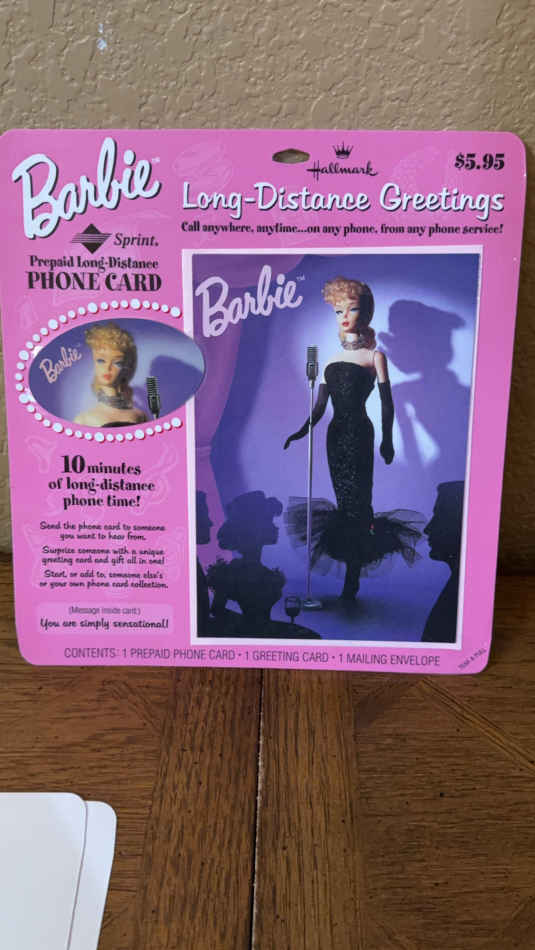 Barbie™
Sprint.
Prepaid Long-Distance
PHONE CARD
Hallmark
$5.95
Long-Distance Greetings
Call anywhere, anytime...on any phone, from any phone service!
Barbie™
Barbie™
10 minutes
of long-distance
phone time!
Send the phone card to someone
you want to hear from.
Surprise someone with a unique
greeting card and gift all in one!
Start, or add to, someone else's
or your own phone card collection.
(Message inside card:)
You are simply sensational!
CONTENTS: 1 PREPAID PHONE CARD • 1 GREETING CARD • 1 MAILING ENVELOPE